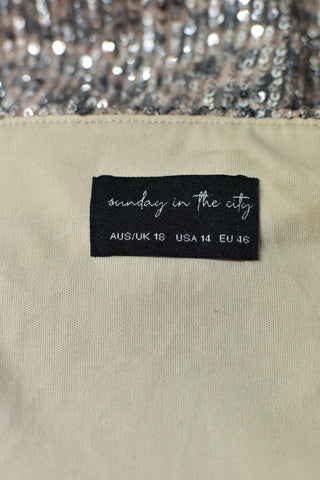 sunday in the city
AUS/UK 18 USA 14 EU 46